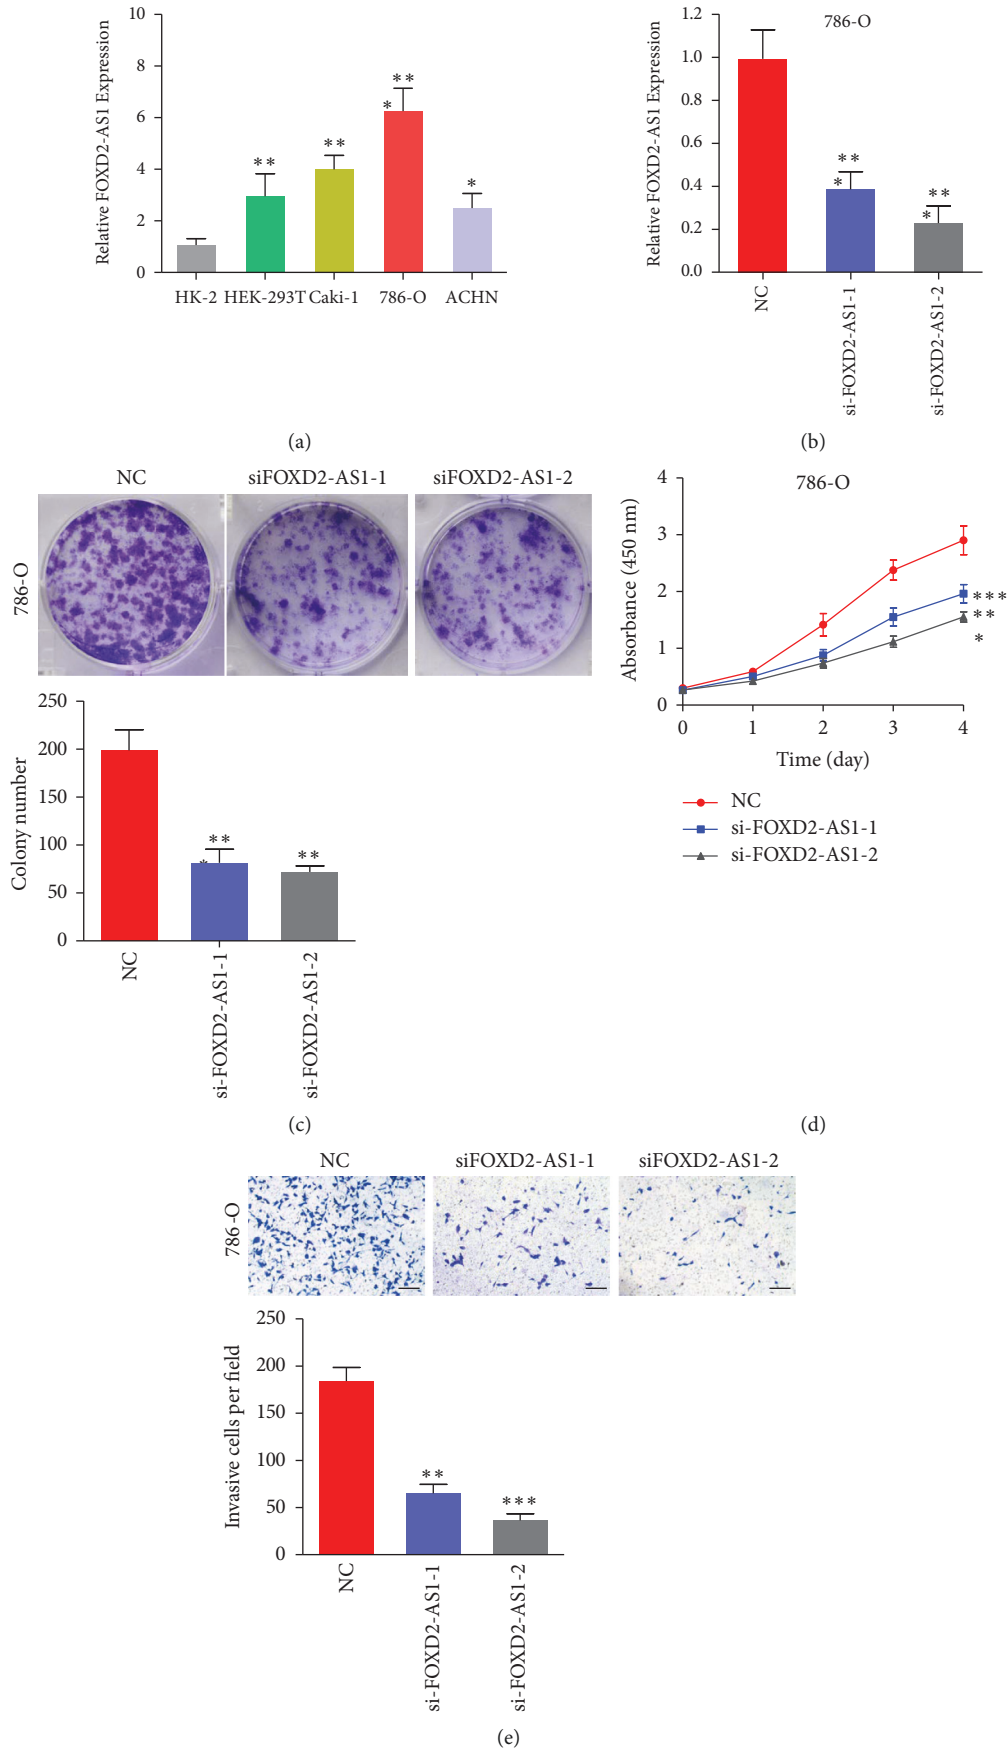 10
8
6
4
2
0
Relative FOXD2-AS1 Expression
**
**
**
*
*
HK-2 HEK-293T Caki-1 786-O ACHN
(a)
786-O
1.2
1.0
0.8
0.6
0.4
0.2
0.0
Relative FOXD2-AS1 Expression
**
*
**
*
NC
si-FOXD2-AS1-1
si-FOXD2-AS1-2
(b)
NC siFOXD2-AS1-1 siFOXD2-AS1-2
786-O
250
200
150
100
50
0
Colony number
**
*
**
NC
si-FOXD2-AS1-1
si-FOXD2-AS1-2
(c)
786-O
4
3
2
1
0
Absorbance (450 nm)
***
**
*
0 1 2 3 4
Time (day)
NC
si-FOXD2-AS1-1
si-FOXD2-AS1-2
(d)
NC siFOXD2-AS1-1 siFOXD2-AS1-2
786-O
250
200
150
100
50
0
Invasive cells per field
**
***
NC
si-FOXD2-AS1-1
si-FOXD2-AS1-2
(e)